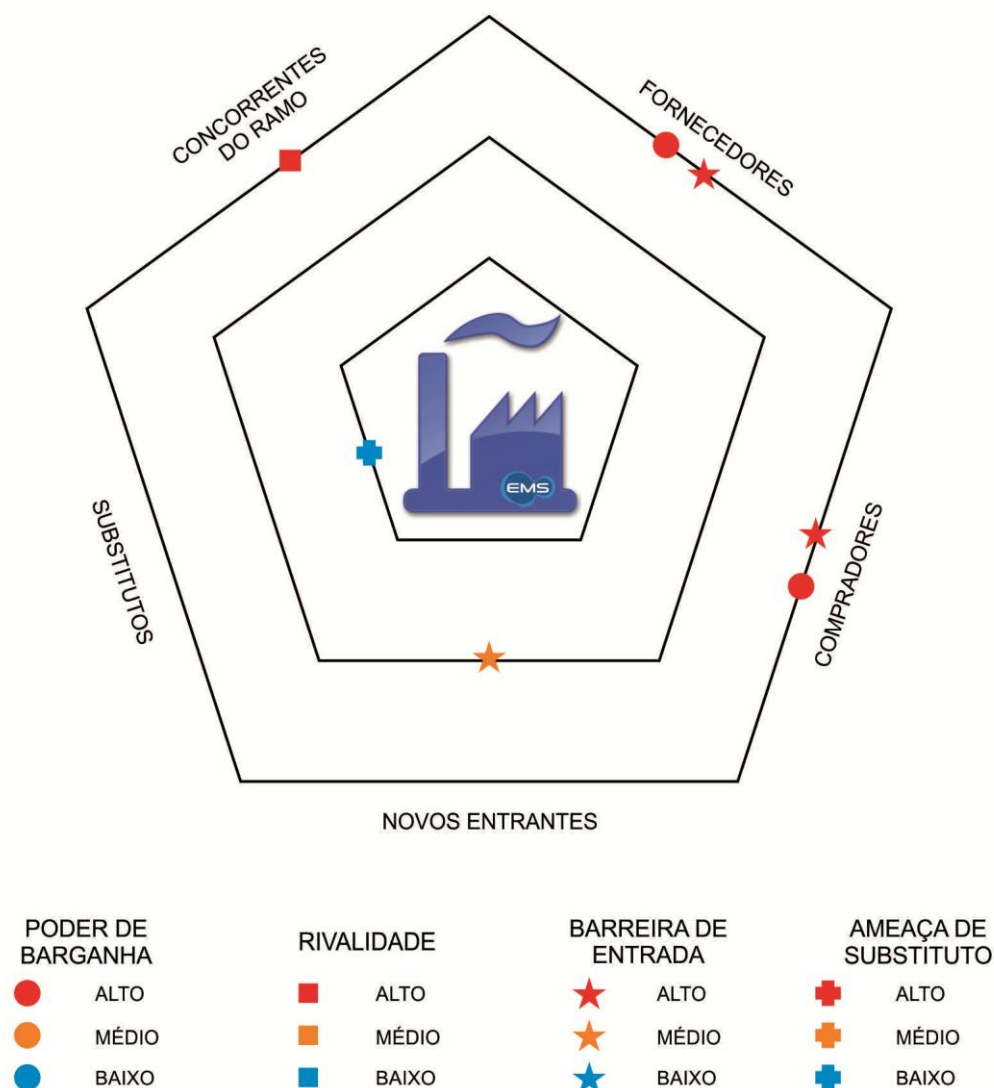 CONCORRENTES
DO RAMO
FORNECEDORES
EMS
SUBSTITUTOS
COMPRADORES
NOVOS ENTRANTES
PODER DE
BARGANHA
ALTO
MÉDIO
BAIXO
RIVALIDADE
ALTO
MÉDIO
BAIXO
BARREIRA DE
ENTRADA
ALTO
MÉDIO
BAIXO
AMEAÇA DE
SUBSTITUTO
ALTO
MÉDIO
BAIXO